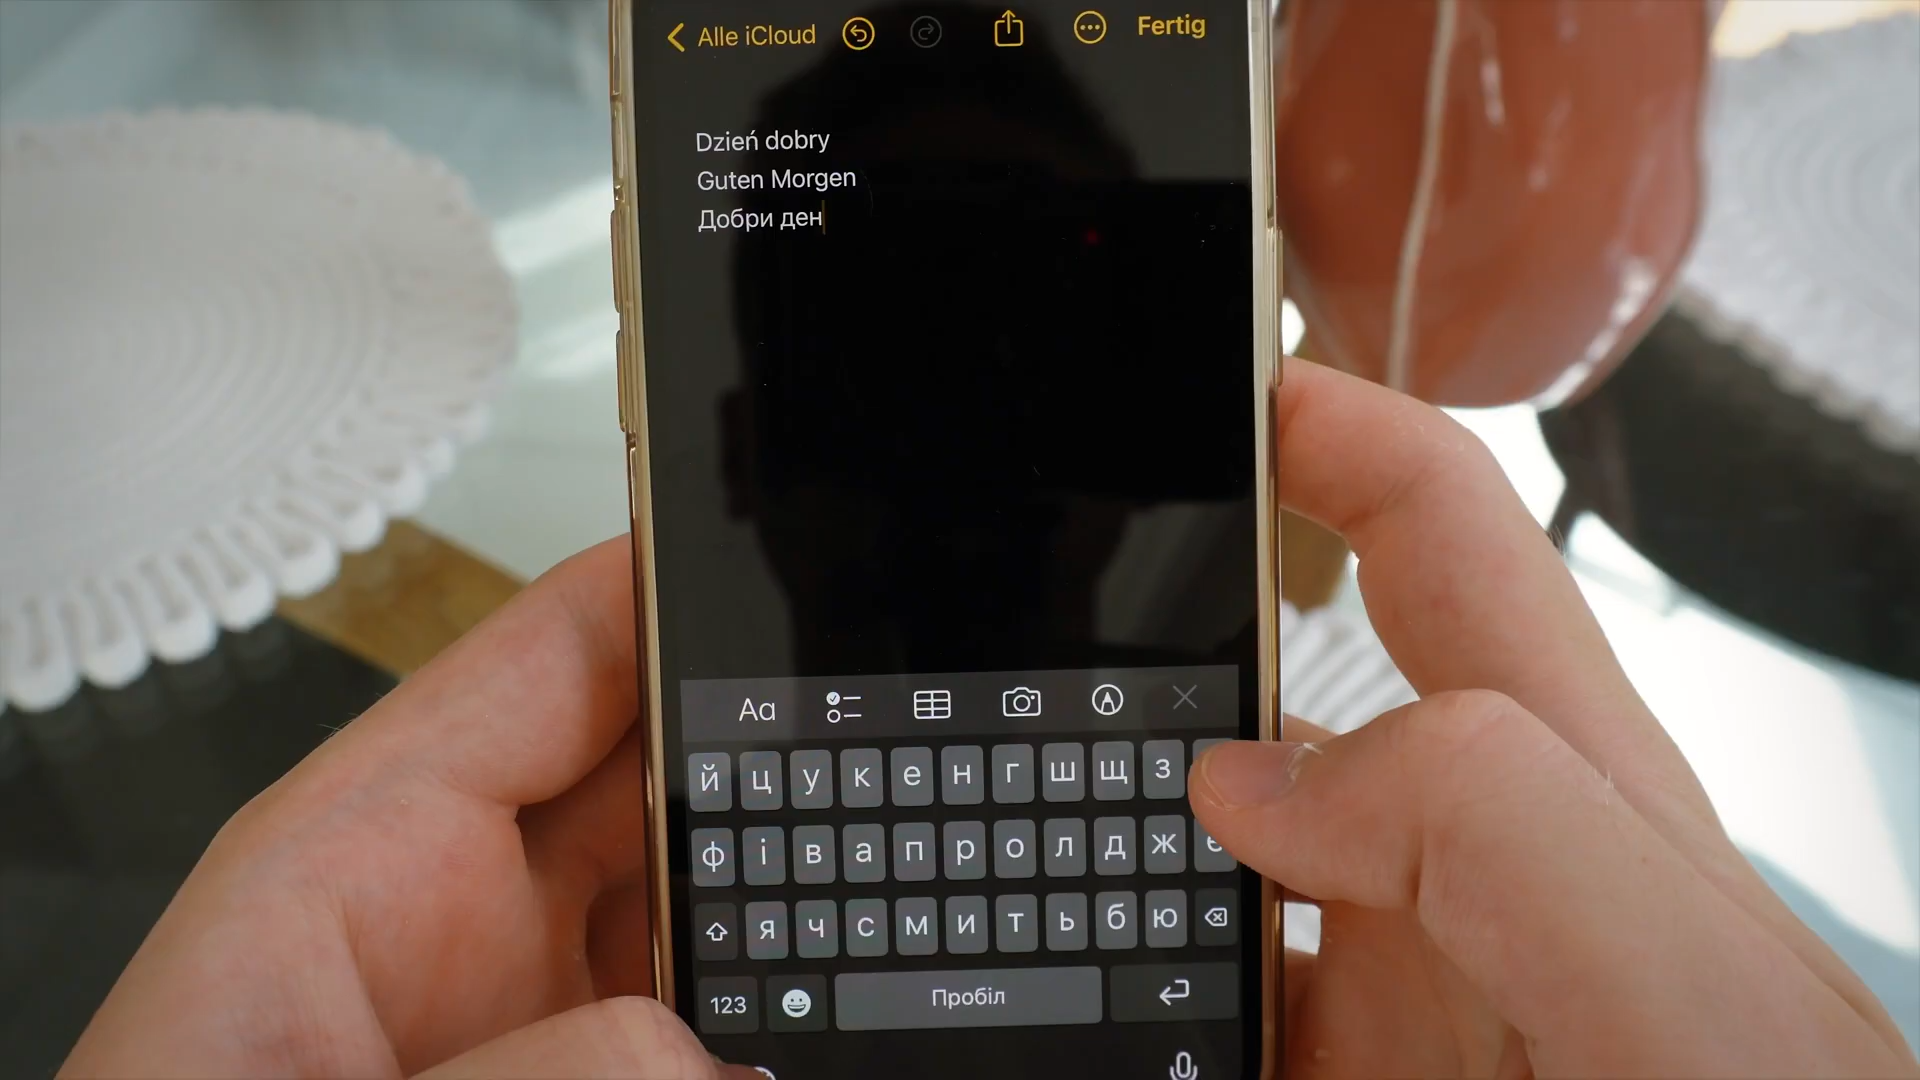 Alle iCloud Fertig
Dzień dobry
Guten Morgen
Добри ден
Aa
й ц у к е н г ш щ з
ф і в а п р о л д ж є
я ч с м и т ь б ю
123 Пробіл